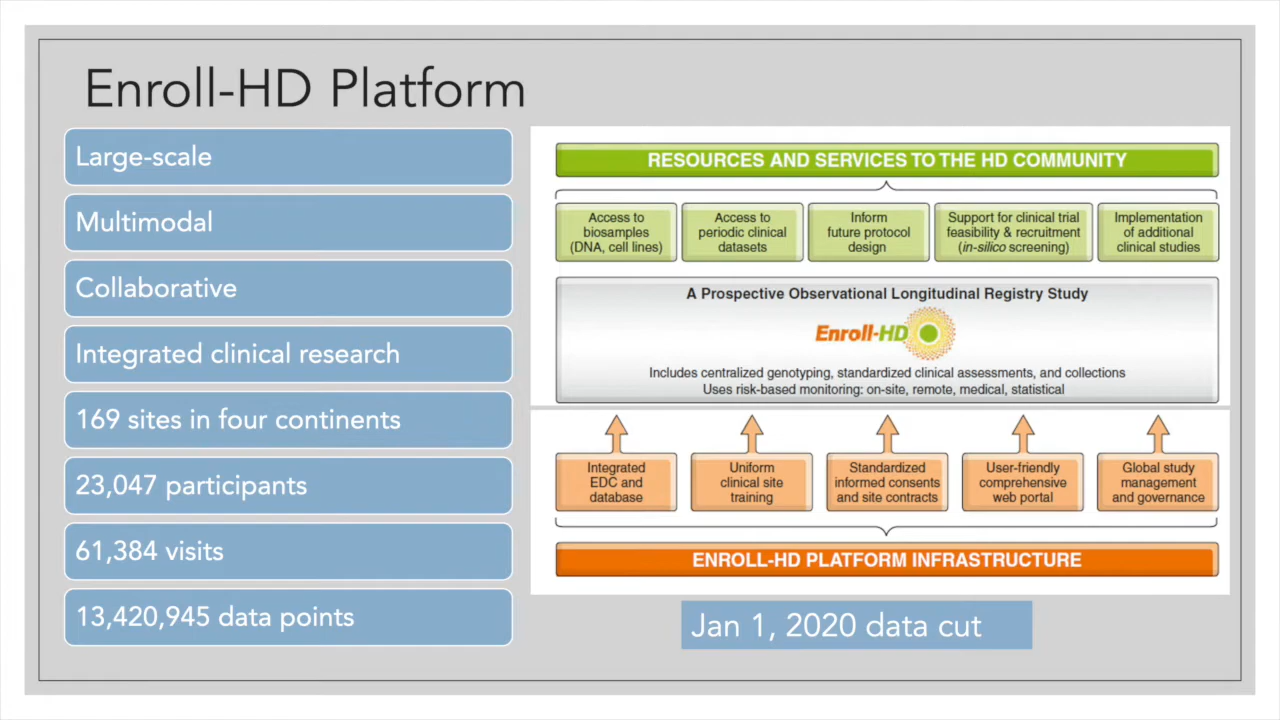 Enroll-HD Platform
Large-scale
Multimodal
Collaborative
Integrated clinical research
169 sites in four continents
23,047 participants
61,384 visits
13,420,945 data points
RESOURCES AND SERVICES TO THE HD COMMUNITY
Access to
biosamples
(DNA, cell lines)
Access to
periodic clinical
datasets
Inform
future protocol
design
Support for clinical trial
feasibility & recruitment
(in-silico screening)
Implementation
of additional
clinical studies
A Prospective Observational Longitudinal Registry Study
Enroll-HD
Includes centralized genotyping, standardized clinical assessments, and collections
Uses risk-based monitoring: on-site, remote, medical, statistical
Integrated
EDC and
database
Uniform
clinical site
training
Standardized
informed consents
and site contracts
User-friendly
comprehensive
web portal
Global study
management
and governance
ENROLL-HD PLATFORM INFRASTRUCTURE
Jan 1, 2020 data cut